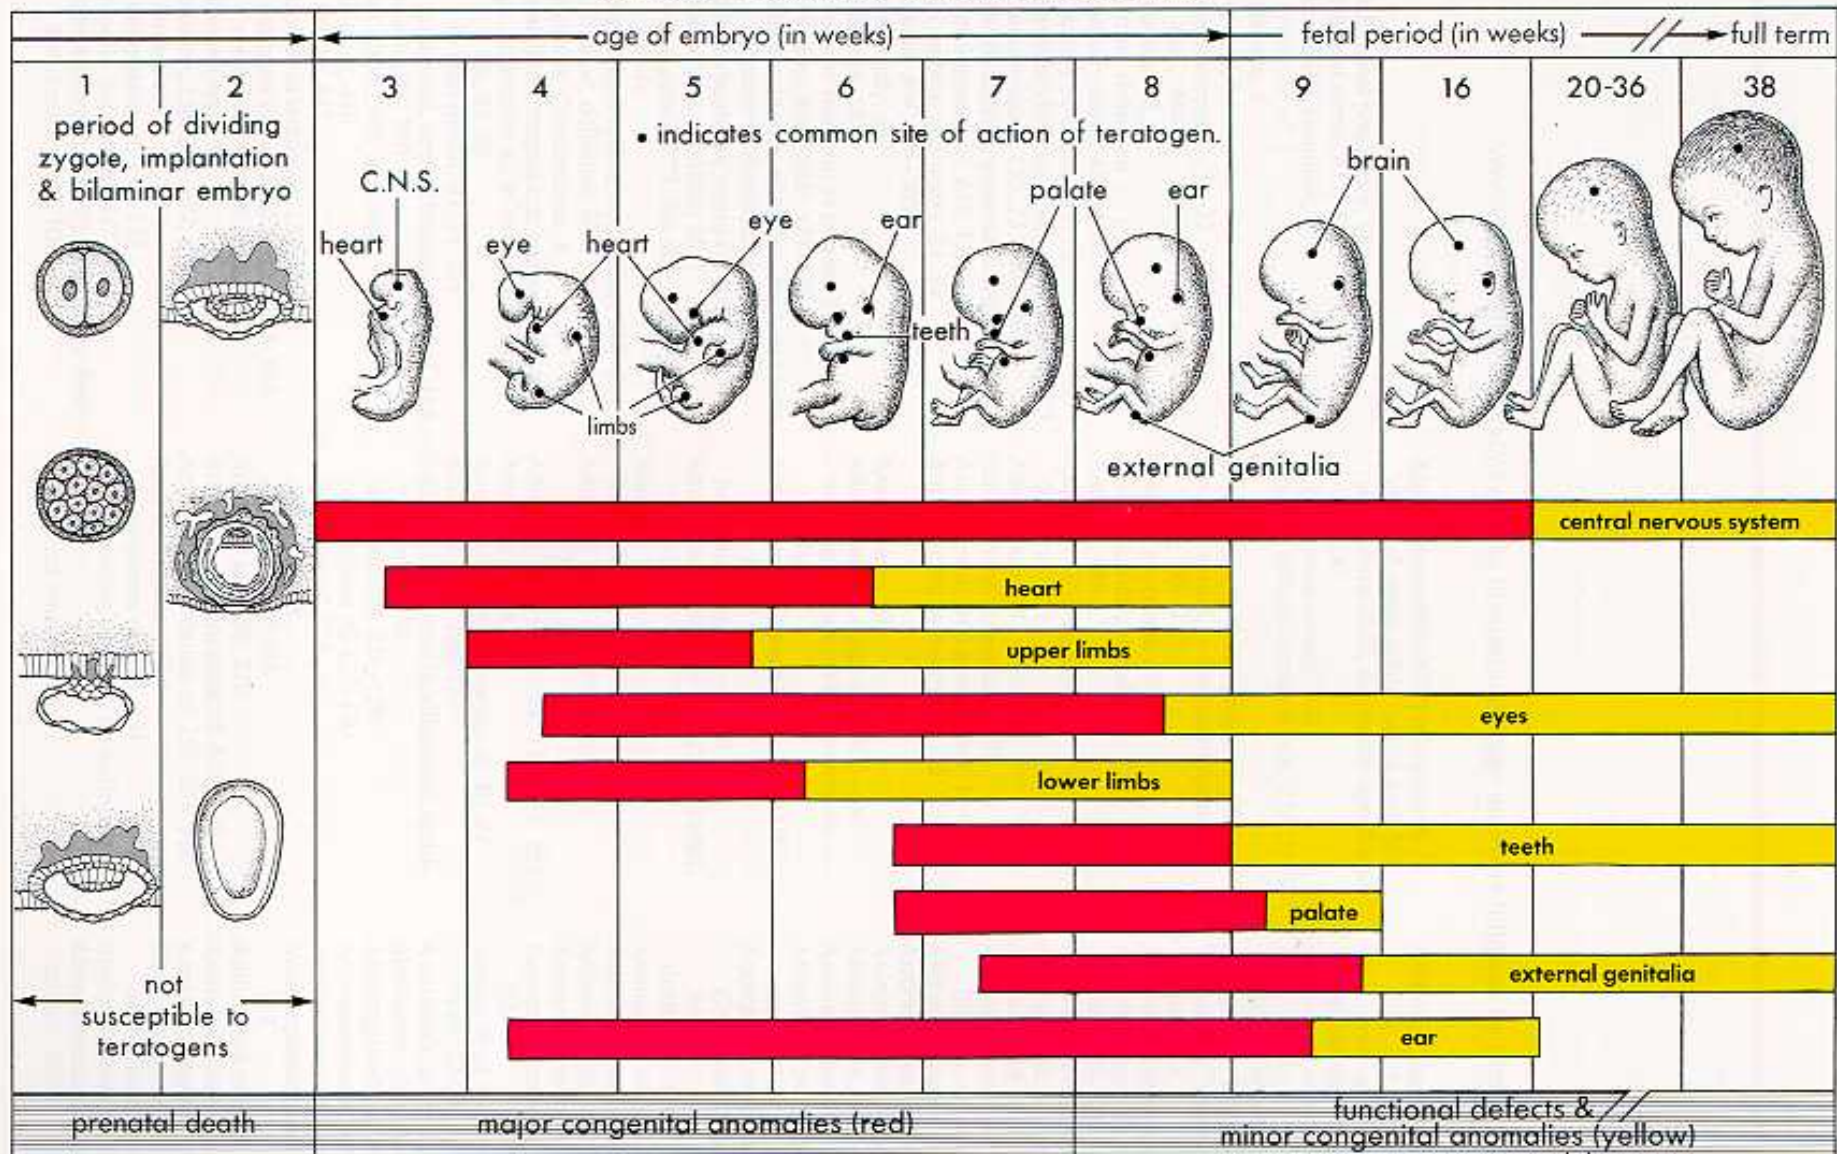 age of embryo (in weeks)
fetal period (in weeks)
full term
1
2
3
4
5
6
7
8
9
16
20-36
38
period of dividing
zygote, implantation
& bilaminar embryo
• indicates common site of action of teratogen.
C.N.S.
heart
eye
heart
limbs
eye
ear
teeth
palate
ear
brain
external genitalia
central nervous system
heart
upper limbs
eyes
lower limbs
teeth
palate
external genitalia
ear
not
susceptible to
teratogens
prenatal death
major congenital anomalies (red)
functional defects &
minor congenital anomalies (yellow)